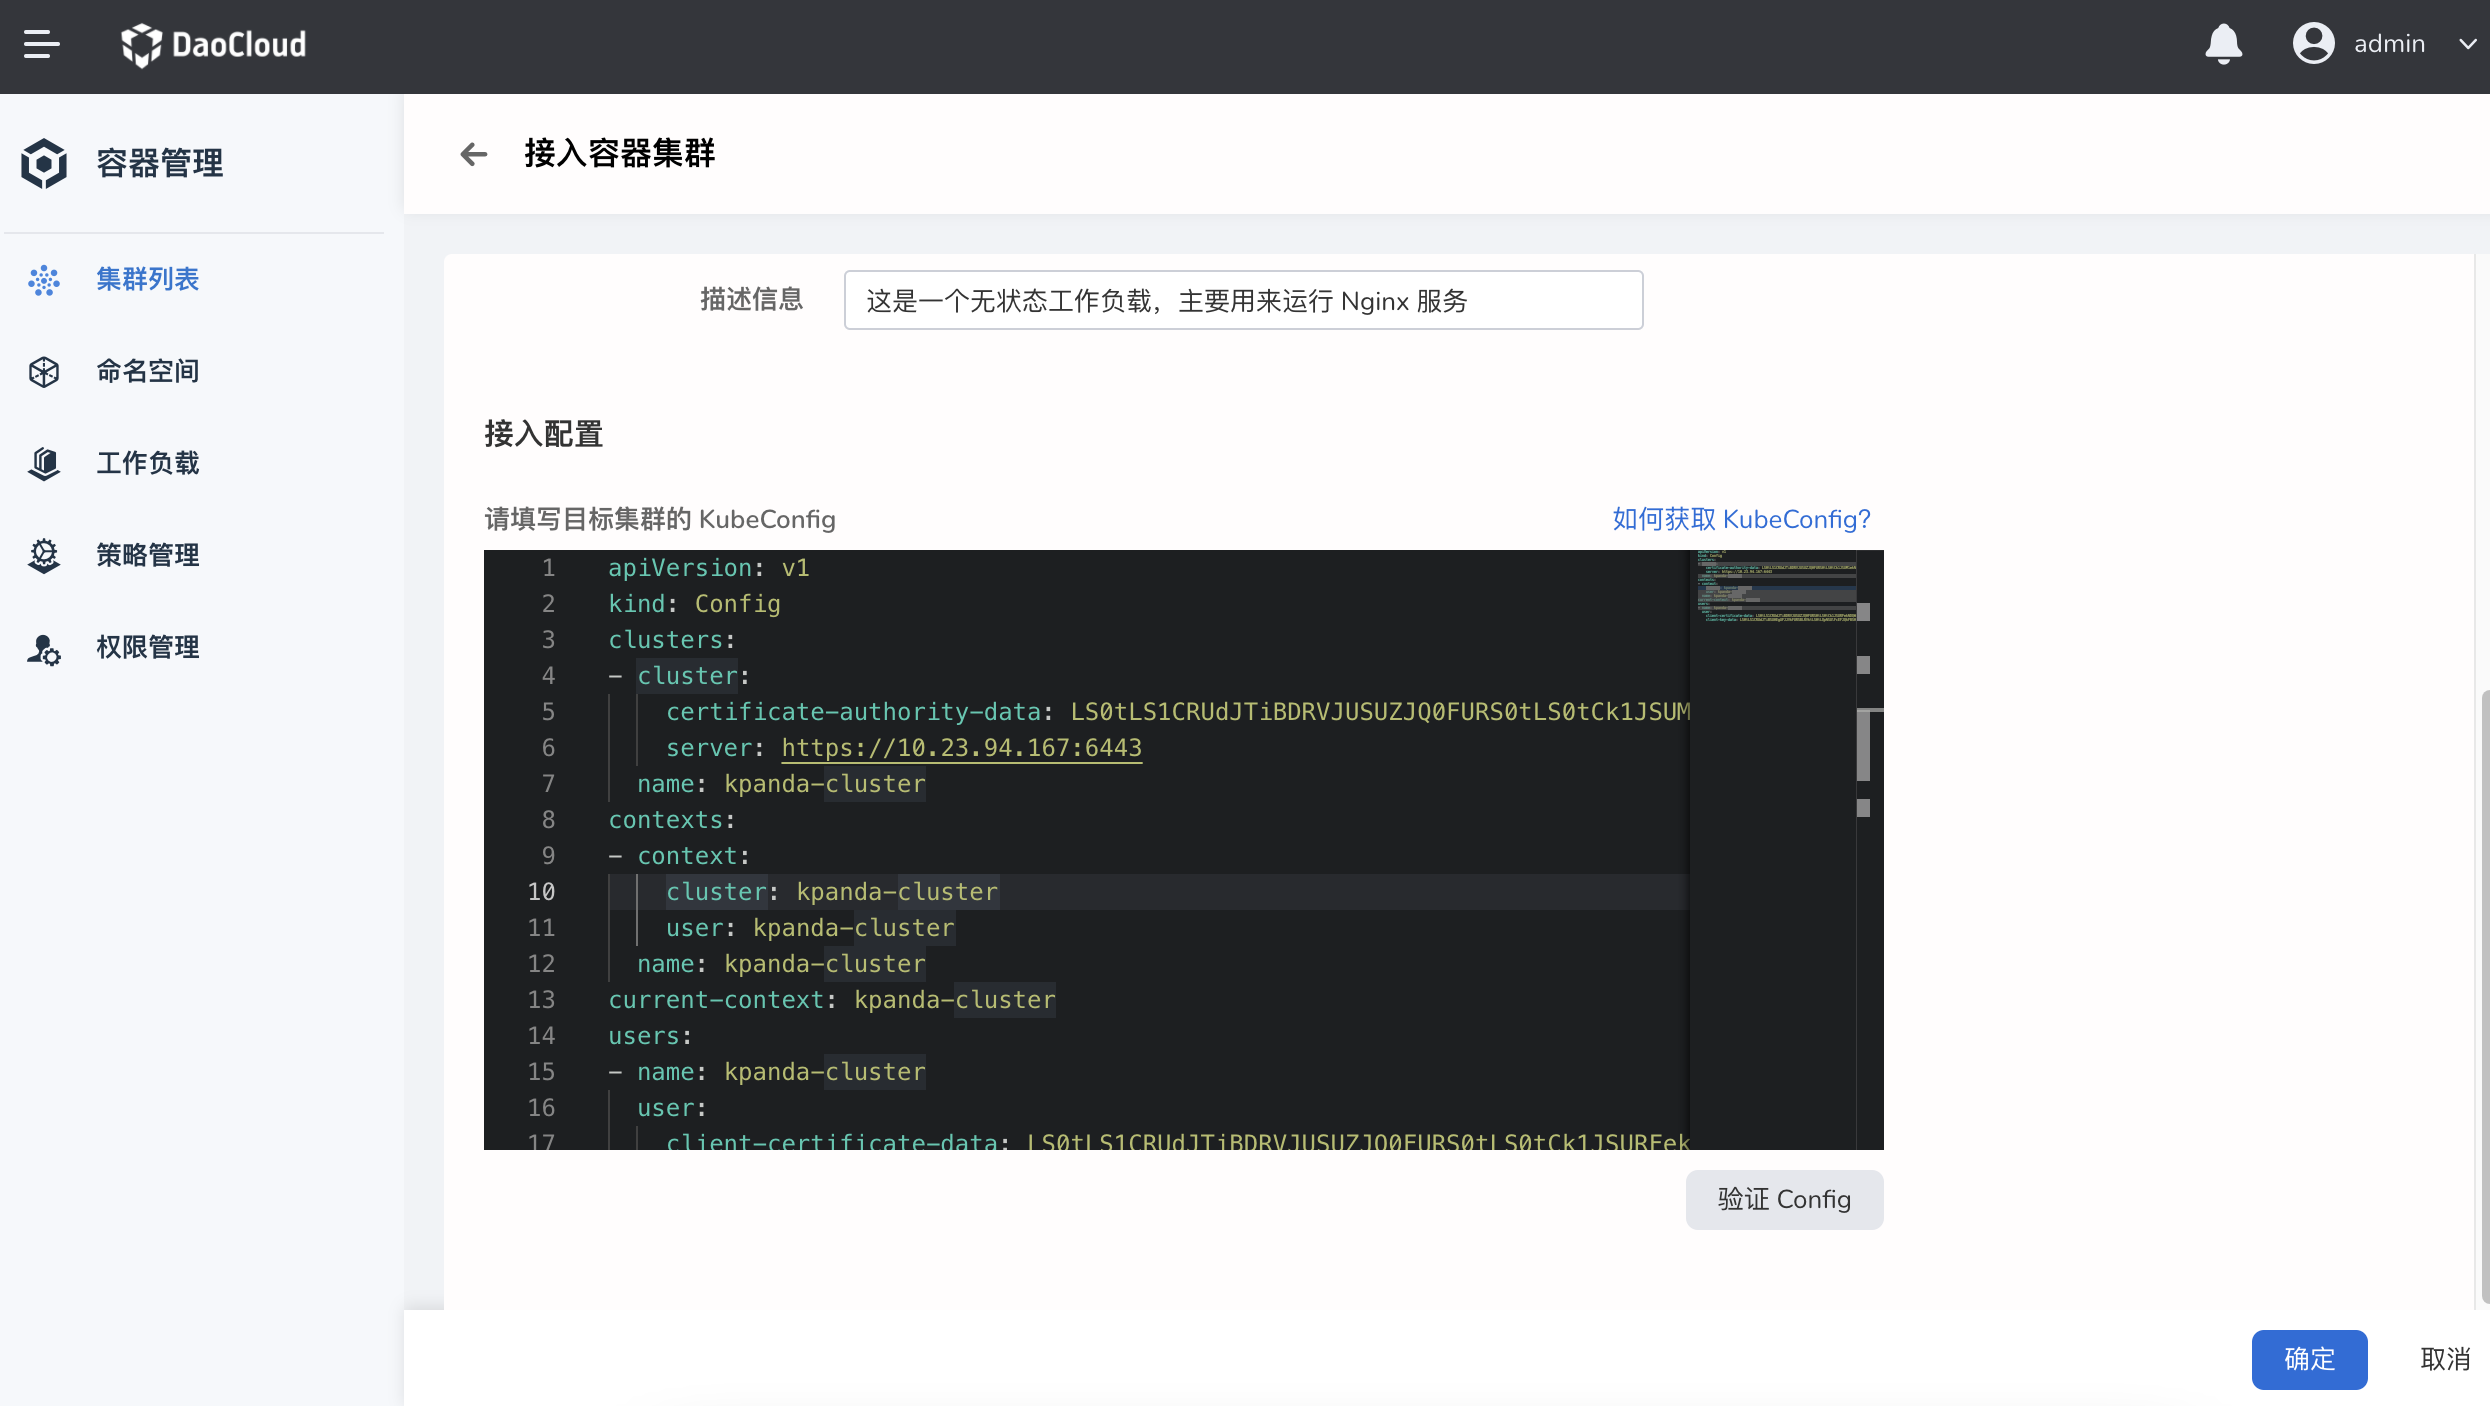 DaoCloud
admin
容器管理
集群列表
命名空间
工作负载
策略管理
权限管理
接入容器集群
描述信息
这是一个无状态工作负载，主要用来运行 Nginx 服务
接入配置
请填写目标集群的 KubeConfig
如何获取 KubeConfig?
1 apiVersion: v1
2 kind: Config
3 clusters:
4 - cluster:
5 certificate-authority-data: LS0tLS1CRUdJTiBDRVJUSUZJQ0FURS0tLS0tCk1JSUM
6 server: https://10.23.94.167:6443
7 name: kpanda-cluster
8 contexts:
9 - context:
10 cluster: kpanda-cluster
11 user: kpanda-cluster
12 name: kpanda-cluster
13 current-context: kpanda-cluster
14 users:
15 - name: kpanda-cluster
16 user:
17 client-certificate-data: LS0tLS1CRUdJTiBDRVJUSUZJQ0FURS0tLS0tCk1JSURFek
验证 Config
确定
取消